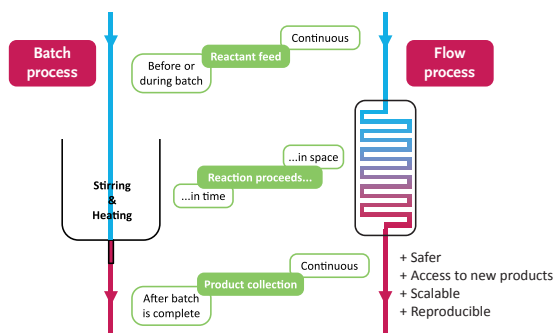 Batch
process
Continuous
Reactant feed
Before or
during batch
Flow
process
...in space
Reaction proceeds...
...in time
Stirring
&
Heating
Continuous
Product collection
After batch
is complete
+ Safer
+ Access to new products
+ Scalable
+ Reproducible